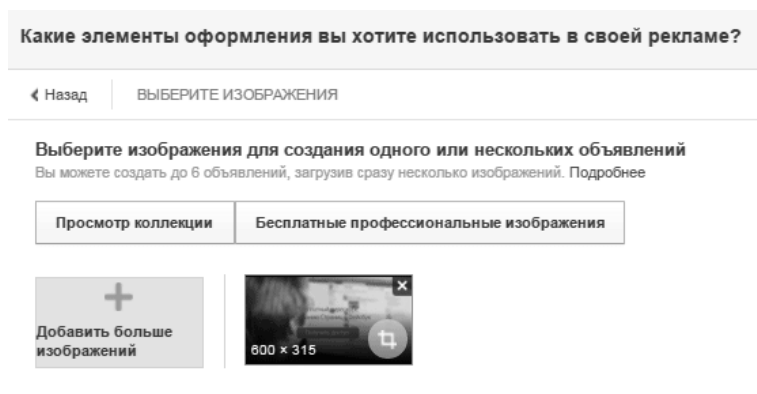 Какие элементы оформления вы хотите использовать в своей рекламе?
Назад
ВЫБЕРИТЕ ИЗОБРАЖЕНИЯ
Выберите изображения для создания одного или нескольких объявлений
Вы можете создать до 6 объявлений, загрузив сразу несколько изображений. Подробнее
Просмотр коллекции
Бесплатные профессиональные изображения
Добавить больше
изображений
600 × 315